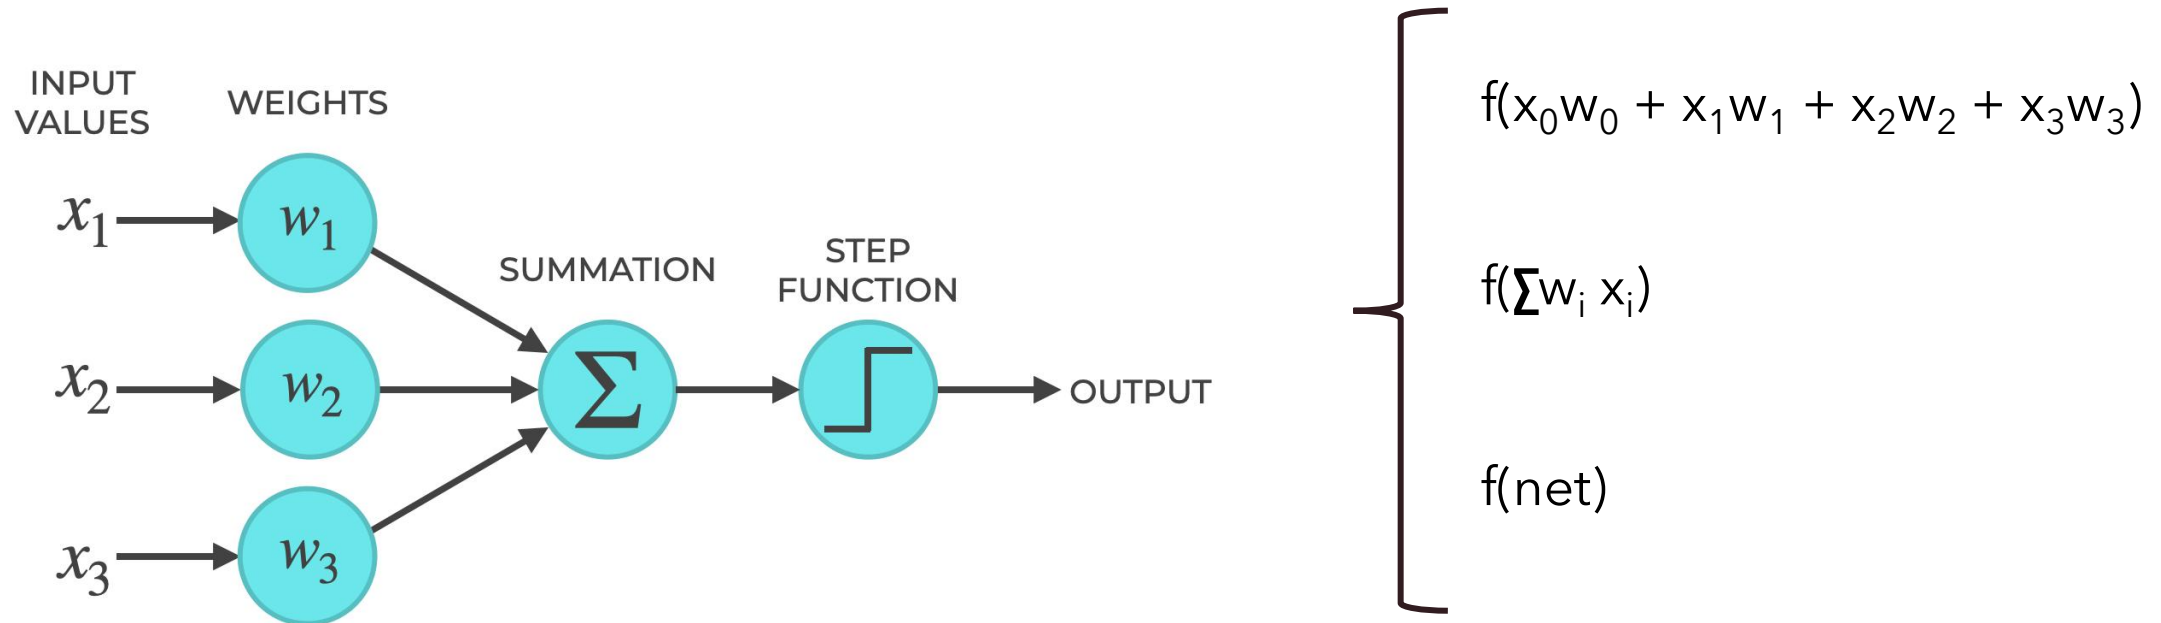 INPUT
VALUES
WEIGHTS
x₁
w₁
x₂
w₂
x₃
w₃
SUMMATION
Σ
STEP
FUNCTION
OUTPUT
f(x₀w₀ + x₁w₁ + x₂w₂ + x₃w₃)
f(∑wᵢ xᵢ)
f(net)